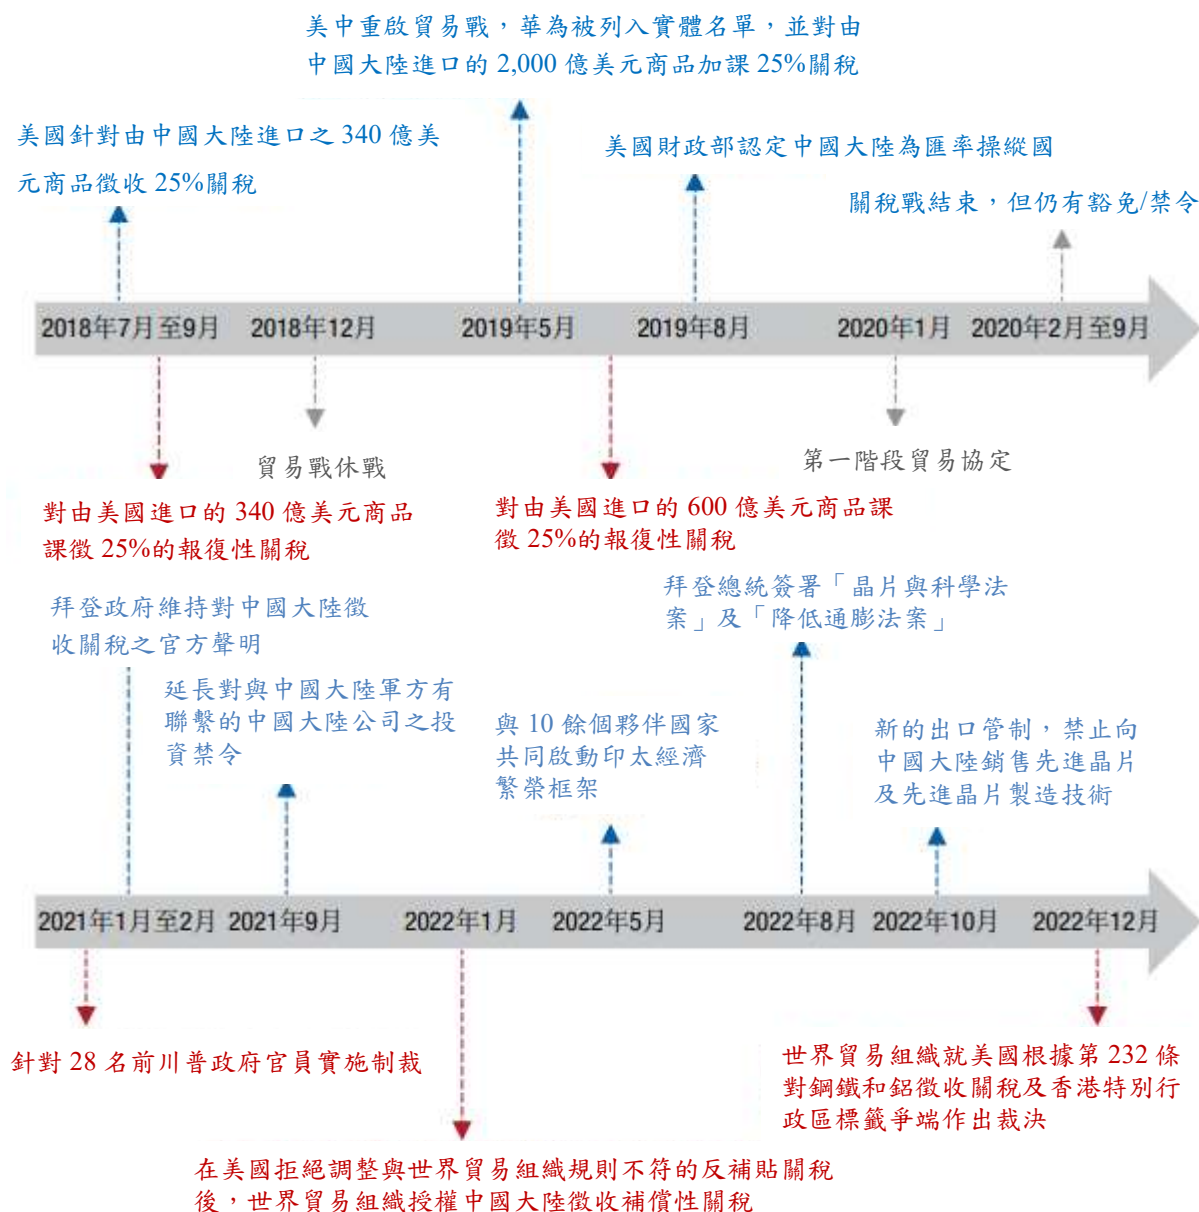 美中重啟貿易戰，華為被列入實體名單，並對由
中國大陸進口的 2,000 億美元商品加課 25%關稅
美國針對由中國大陸進口之 340 億美
元商品徵收 25%關稅
美國財政部認定中國大陸為匯率操縱國
關稅戰結束，但仍有豁免/禁令
2018年7月至9月 2018年12月 2019年5月 2019年8月 2020年1月 2020年2月至9月
貿易戰休戰
第一階段貿易協定
對由美國進口的 340 億美元商品
課徵 25%的報復性關稅
對由美國進口的 600 億美元商品課
徵 25%的報復性關稅
拜登政府維持對中國大陸徵
收關稅之官方聲明
延長對與中國大陸軍方有
聯繫的中國大陸公司之投
資禁令
與 10 餘個夥伴國家
共同啟動印太經濟
繁榮框架
拜登總統簽署「晶片與科學法
案」及「降低通膨法案」
新的出口管制，禁止向
中國大陸銷售先進晶片
及先進晶片製造技術
2021年1月至2月 2021年9月 2022年1月 2022年5月 2022年8月 2022年10月 2022年12月
針對 28 名前川普政府官員實施制裁
在美國拒絕調整與世界貿易組織規則不符的反補貼關稅
後，世界貿易組織授權中國大陸徵收補償性關稅
世界貿易組織就美國根據第 232 條
對鋼鐵和鋁徵收關稅及香港特別行
政區標籤爭端作出裁決